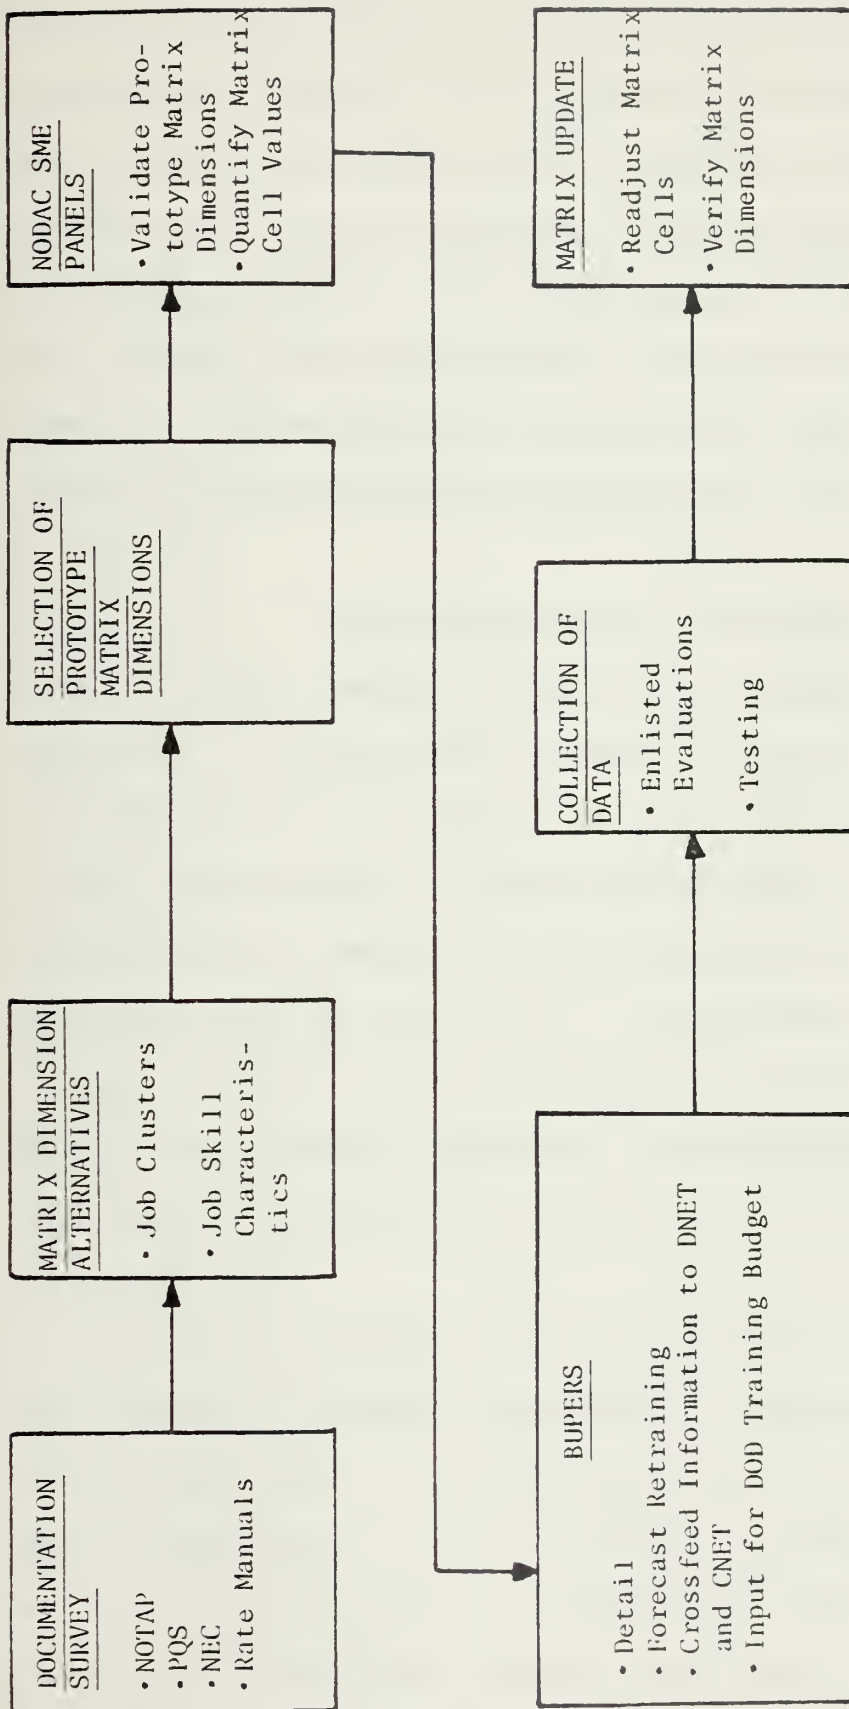 DOCUMENTATION
SURVEY
• NOTAP
• PQS
• NEC
• Rate Manuals
MATRIX DIMENSION
ALTERNATIVES
• Job Clusters
• Job Skill
Characteris-
tics
SELECTION OF
PROTOTYPE
MATRIX
DIMENSIONS
NODAC SME
PANELS
• Validate Pro-
totype Matrix
Dimensions
• Quantify Matrix
Cell Values
BUPERS
• Detail
• Forecast Retraining
• Crossfeed Information to DNET
and CNET
• Input for DOD Training Budget
COLLECTION OF
DATA
• Enlisted
Evaluations
• Testing
MATRIX UPDATE
• Readjust Matrix
Cells
• Verify Matrix
Dimensions